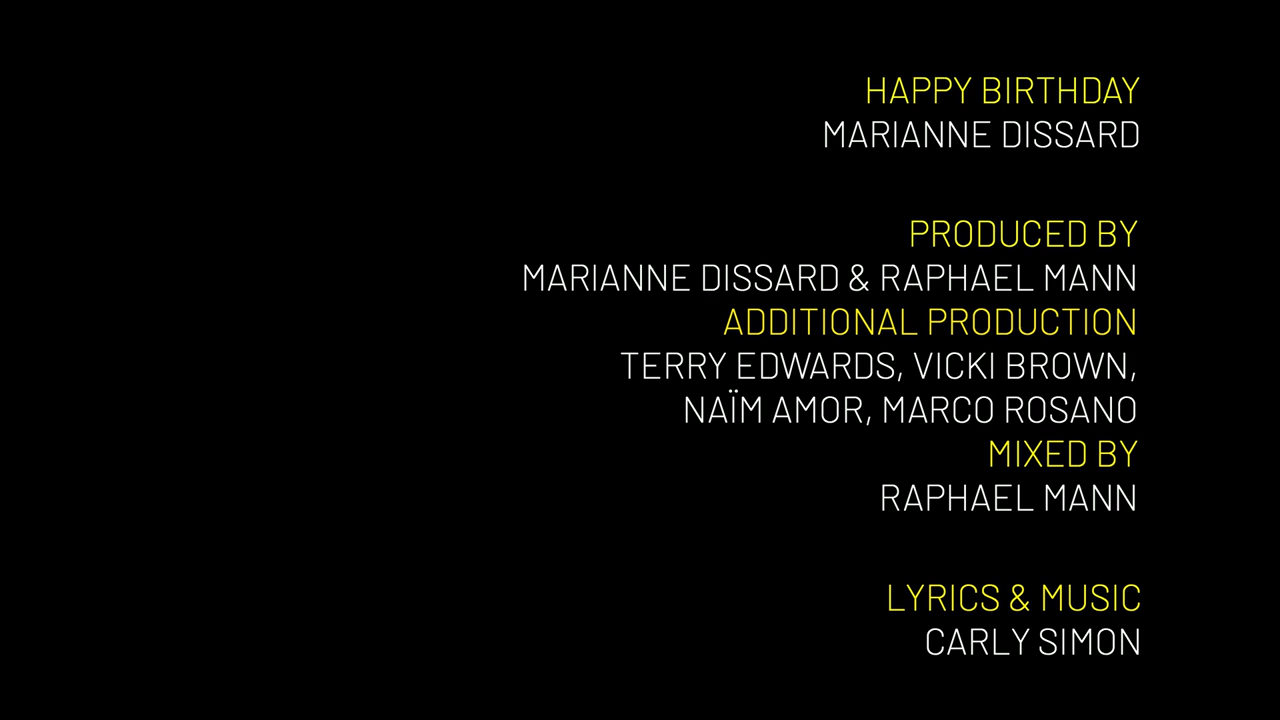 HAPPY BIRTHDAY
MARIANNE DISSARD
PRODUCED BY
MARIANNE DISSARD & RAPHAEL MANN
ADDITIONAL PRODUCTION
TERRY EDWARDS, VICKI BROWN,
NAÏM AMOR, MARCO ROSANO
MIXED BY
RAPHAEL MANN
LYRICS & MUSIC
CARLY SIMON